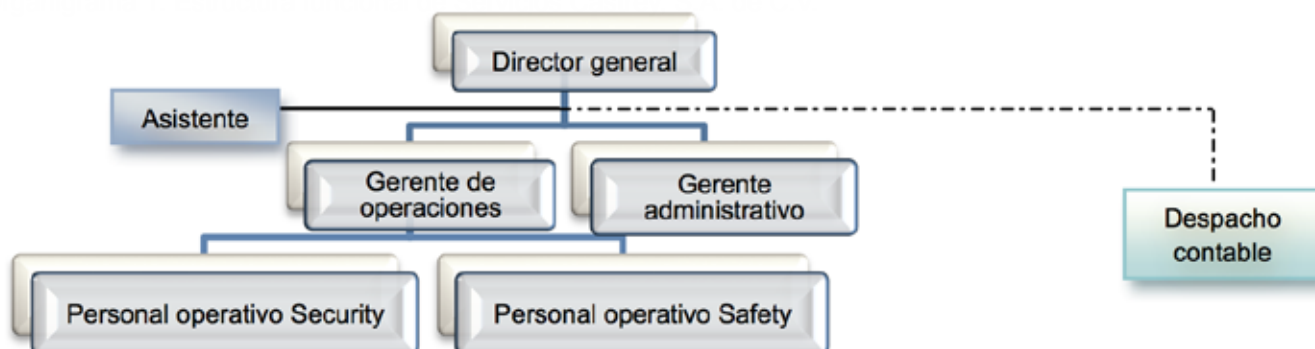 Director general
Asistente
Gerente de
operaciones
Gerente
administrativo
Despacho
contable
Personal operativo Security
Personal operativo Safety